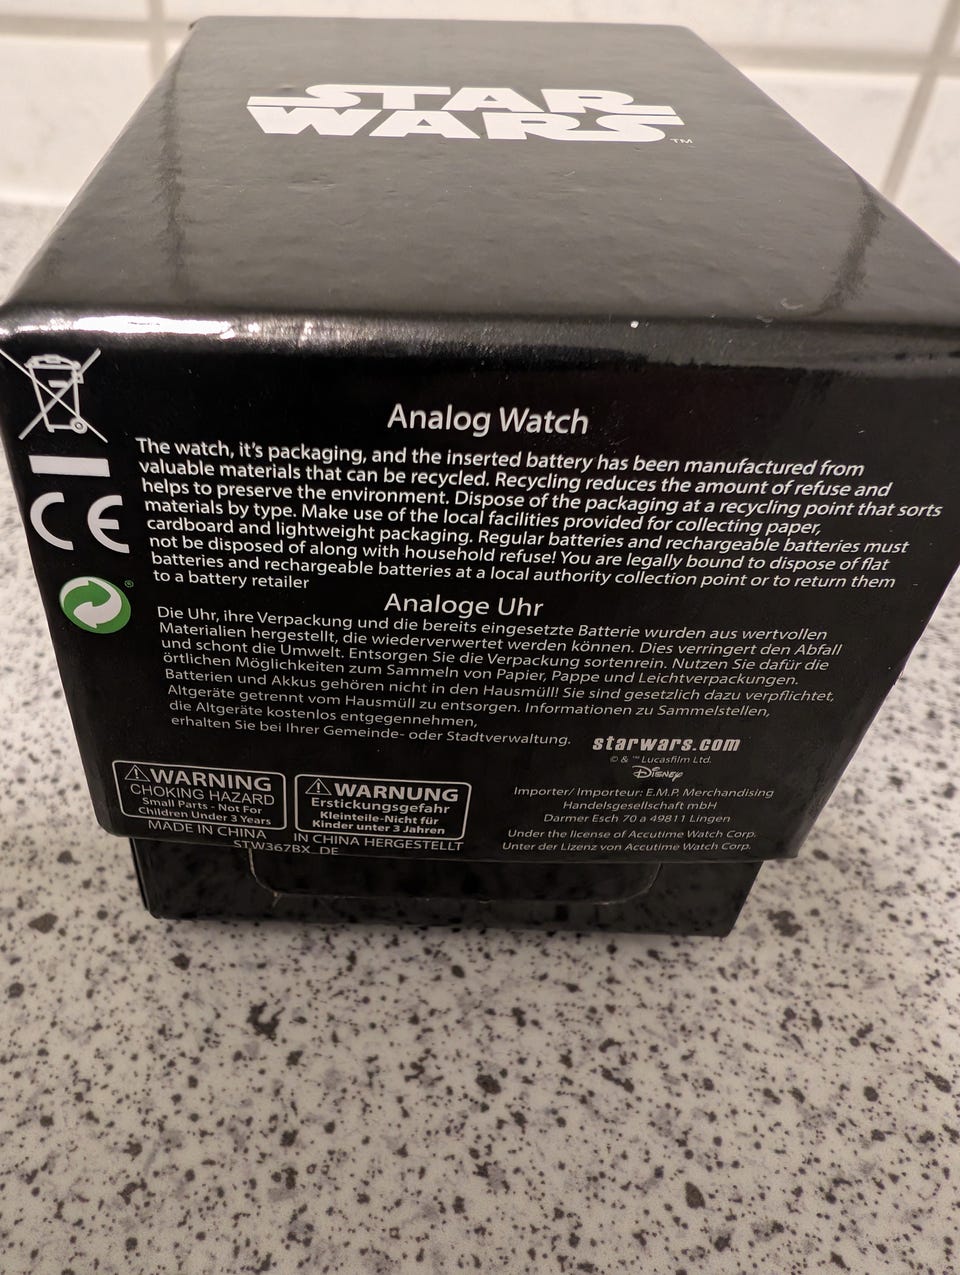 STAR
WARS™
Analog Watch
The watch, it's packaging, and the inserted battery has been manufactured from
valuable materials that can be recycled. Recycling reduces the amount of refuse and
helps to preserve the environment. Dispose of the packaging at a recycling point that sorts
materials by type. Make use of the local facilities provided for collecting paper,
cardboard and lightweight packaging. Regular batteries and rechargeable batteries must
not be disposed of along with household refuse! You are legally bound to dispose of flat
batteries and rechargeable batteries at a local authority collection point or to return them
to a battery retailer
CE
®
Analoge Uhr
Die Uhr, ihre Verpackung und die bereits eingesetzte Batterie wurden aus wertvollen
Materialien hergestellt, die wiederverwertet werden können. Dies verringert den Abfall
und schont die Umwelt. Entsorgen Sie die Verpackung sortenrein. Nutzen Sie dafür die
örtlichen Möglichkeiten zum Sammeln von Papier, Pappe und Leichtverpackungen.
Batterien und Akkus gehören nicht in den Hausmüll! Sie sind gesetzlich dazu verpflichtet,
Altgeräte getrennt vom Hausmüll zu entsorgen. Informationen zu Sammelstellen,
die Altgeräte kostenlos entgegennehmen,
erhalten Sie bei Ihrer Gemeinde- oder Stadtverwaltung.
starwars.com
© & ™ Lucasfilm Ltd.
Disney
WARNING
CHOKING HAZARD
Small Parts - Not For
Children Under 3 Years
MADE IN CHINA
WARNUNG
Erstickungsgefahr
Kleinteile-Nicht für
Kinder unter 3 Jahren
IN CHINA HERGESTELLT
STW367BX_DE
Importer/ Importeur: E.M.P. Merchandising
Handelsgesellschaft mbH
Darmer Esch 70 a 49811 Lingen
Under the license of Accutime Watch Corp.
Unter der Lizenz von Accutime Watch Corp.